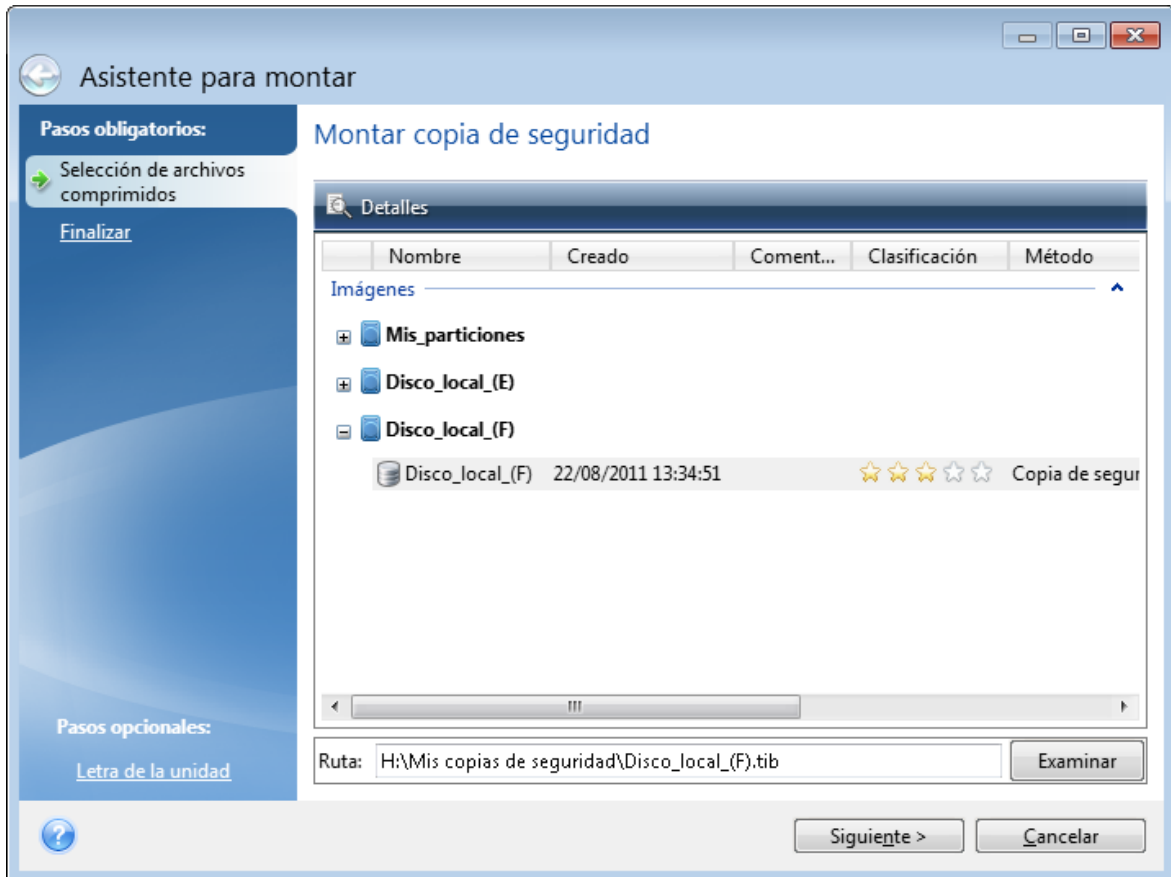 Asistente para montar
Pasos obligatorios:
Selección de archivos
comprimidos
Finalizar
Montar copia de seguridad
Detalles
Nombre Creado Coment... Clasificación Método
Imágenes
Mis_particiones
Disco_local_(E)
Disco_local_(F)
Disco_local_(F) 22/08/2011 13:34:51 Copia de segur
Pasos opcionales:
Letra de la unidad
Ruta: H:\Mis copias de seguridad\Disco_local_(F).tib Examinar
Siguiente > Cancelar